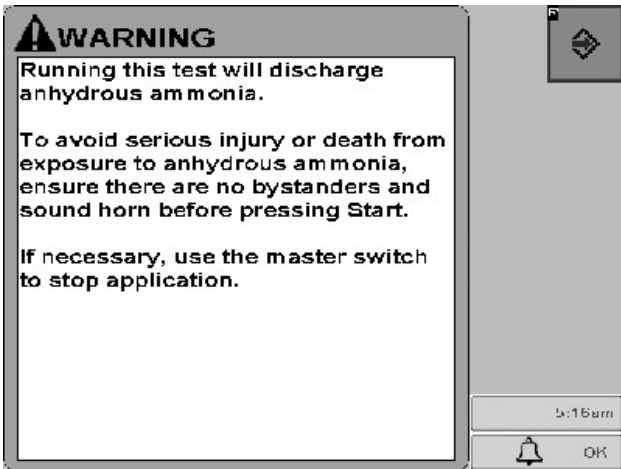 WARNING
Running this test will discharge
anhydrous ammonia.
To avoid serious injury or death from
exposure to anhydrous ammonia,
ensure there are no bystanders and
sound horn before pressing Start.
If necessary, use the master switch
to stop application.
5:16am
OK